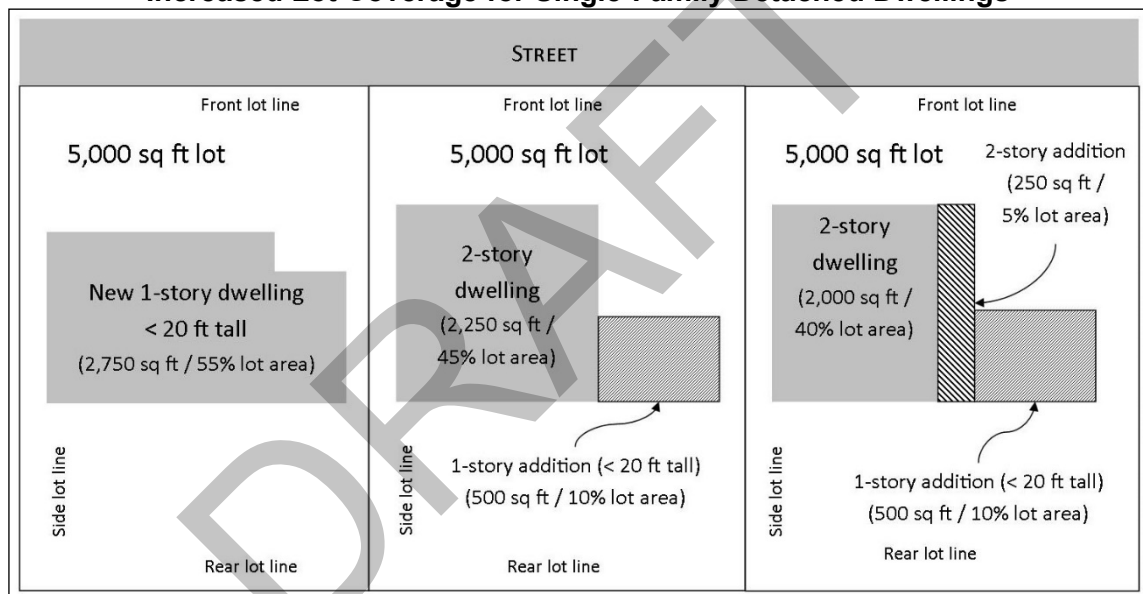 Increased Lot Coverage for Single-Family Detached Dwellings
STREET
Front lot line
5,000 sq ft lot
New 1-story dwelling
< 20 ft tall
(2,750 sq ft / 55% lot area)
Side lot line
Rear lot line
Front lot line
5,000 sq ft lot
2-story
dwelling
(2,250 sq ft /
45% lot area)
1-story addition (< 20 ft tall)
(500 sq ft / 10% lot area)
Side lot line
Rear lot line
Front lot line
5,000 sq ft lot
2-story addition
(250 sq ft /
5% lot area)
2-story
dwelling
(2,000 sq ft /
40% lot area)
1-story addition (< 20 ft tall)
(500 sq ft / 10% lot area)
Side lot line
Rear lot line
DRAFT